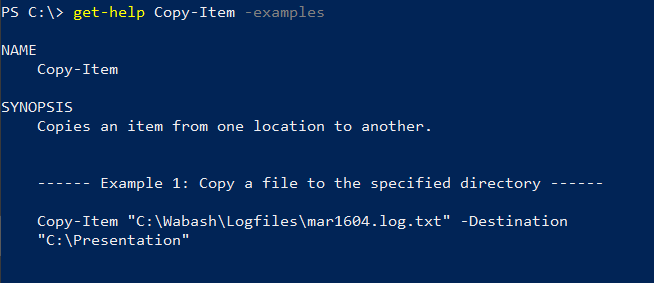 PS C:\> get-help Copy-Item -examples
NAME
Copy-Item
SYNOPSIS
Copies an item from one location to another.
------ Example 1: Copy a file to the specified directory ------
Copy-Item "C:\Wabash\Logfiles\mar1604.log.txt" -Destination
"C:\Presentation"